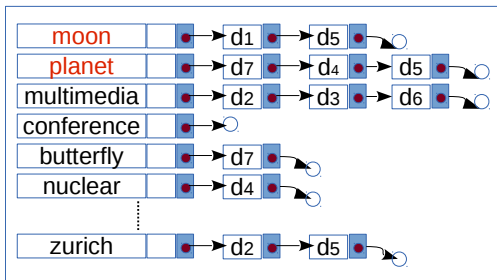 moon d1 d5
planet d7 d4 d5
multimedia d2 d3 d6
conference
butterfly d7
nuclear d4
zurich d2 d5